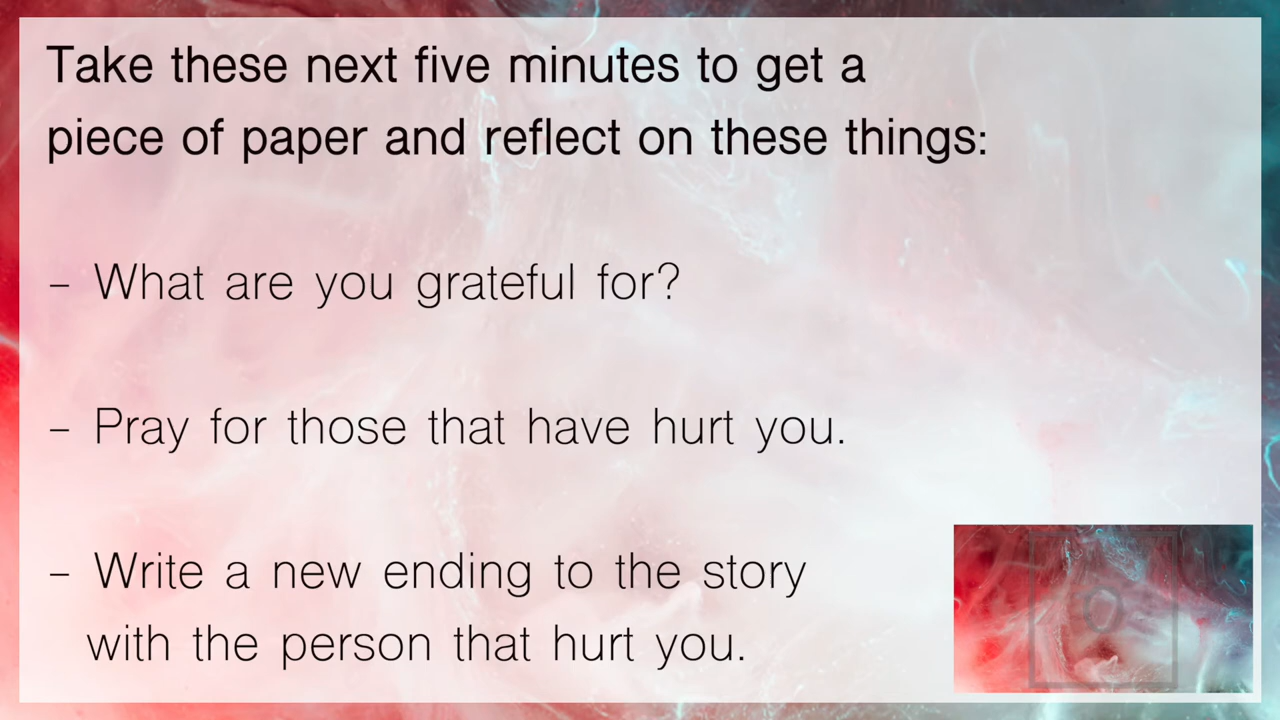 Take these next five minutes to get a
piece of paper and reflect on these things:
- What are you grateful for?
- Pray for those that have hurt you.
- Write a new ending to the story
with the person that hurt you.